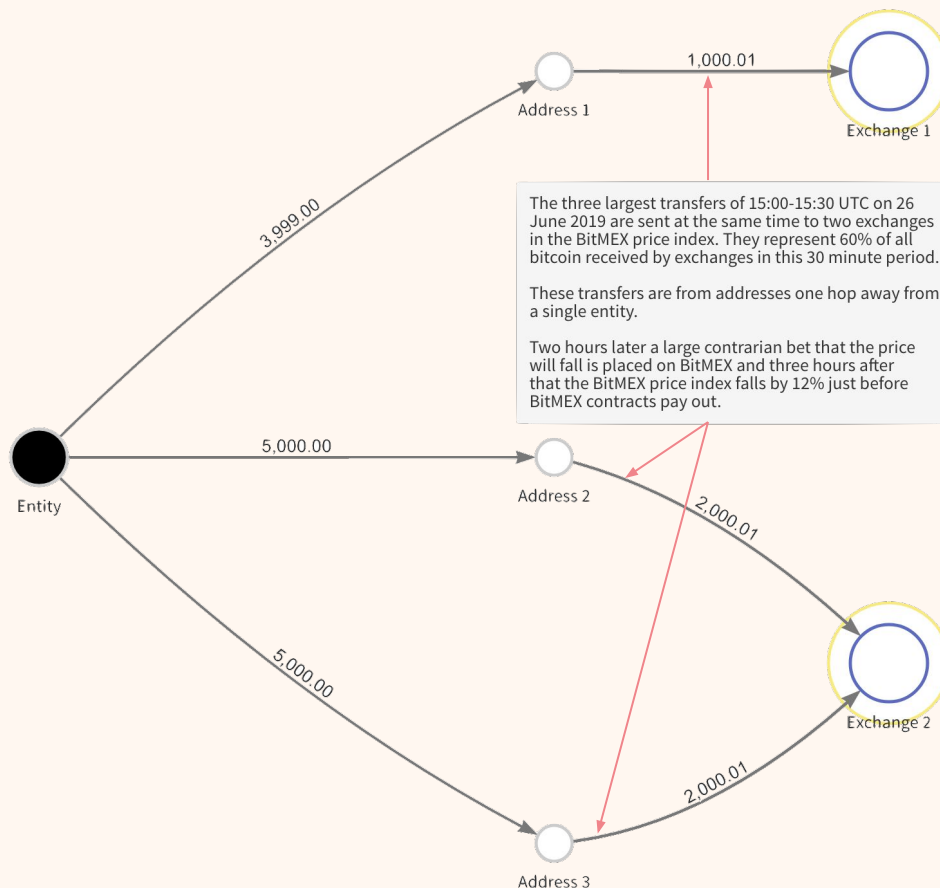 1,000.01
Address 1
Exchange 1
3,999.00
The three largest transfers of 15:00-15:30 UTC on 26
June 2019 are sent at the same time to two exchanges
in the BitMEX price index. They represent 60% of all
bitcoin received by exchanges in this 30 minute period.
These transfers are from addresses one hop away from
a single entity.
Two hours later a large contrarian bet that the price
will fall is placed on BitMEX and three hours after
that the BitMEX price index falls by 12% just before
BitMEX contracts pay out.
5,000.00
Entity
Address 2
2,000.01
5,000.00
Exchange 2
2,000.01
Address 3